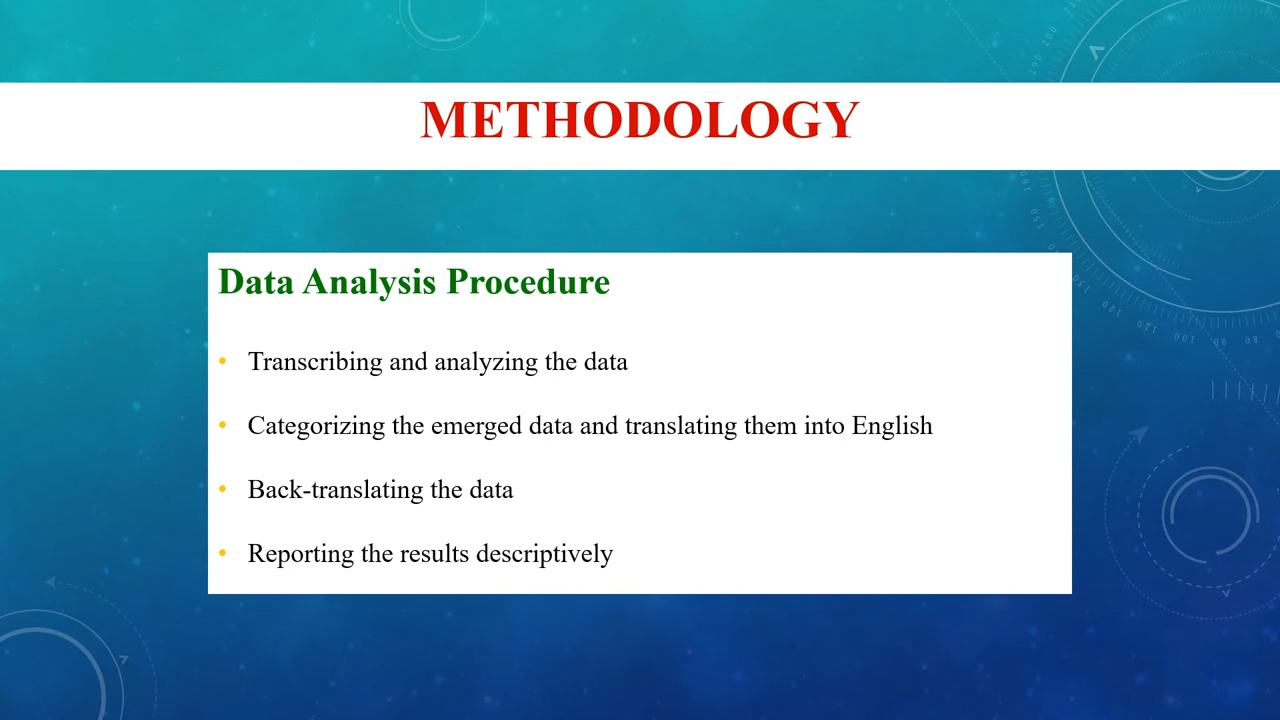 METHODOLOGY
Data Analysis Procedure
• Transcribing and analyzing the data
• Categorizing the emerged data and translating them into English
• Back-translating the data
• Reporting the results descriptively